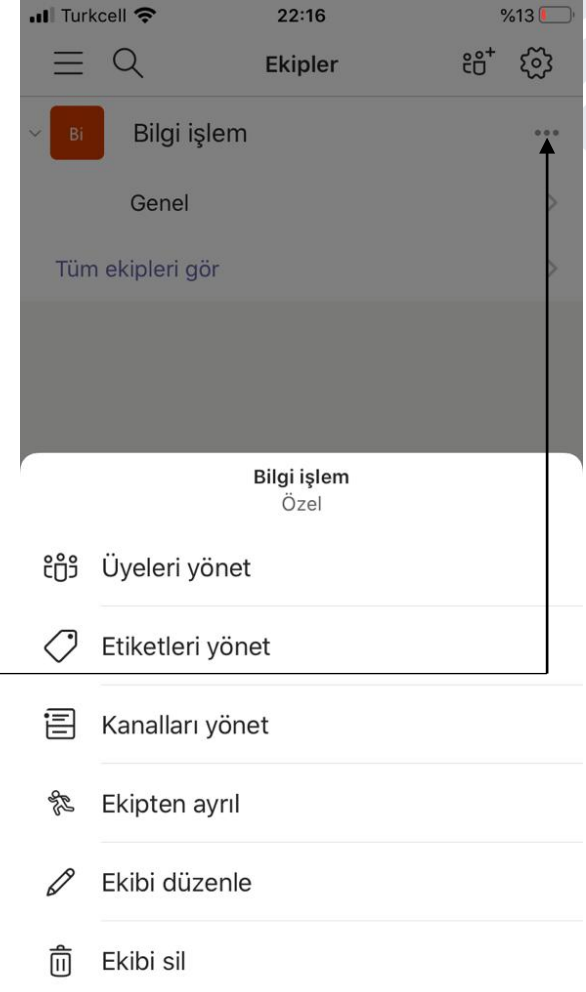 Turkcell 22:16 %13
Ekipler
Bi Bilgi işlem
Genel
Tüm ekipleri gör
Bilgi işlem
Özel
Üyeleri yönet
Etiketleri yönet
Kanalları yönet
Ekipten ayrıl
Ekibi düzenle
Ekibi sil